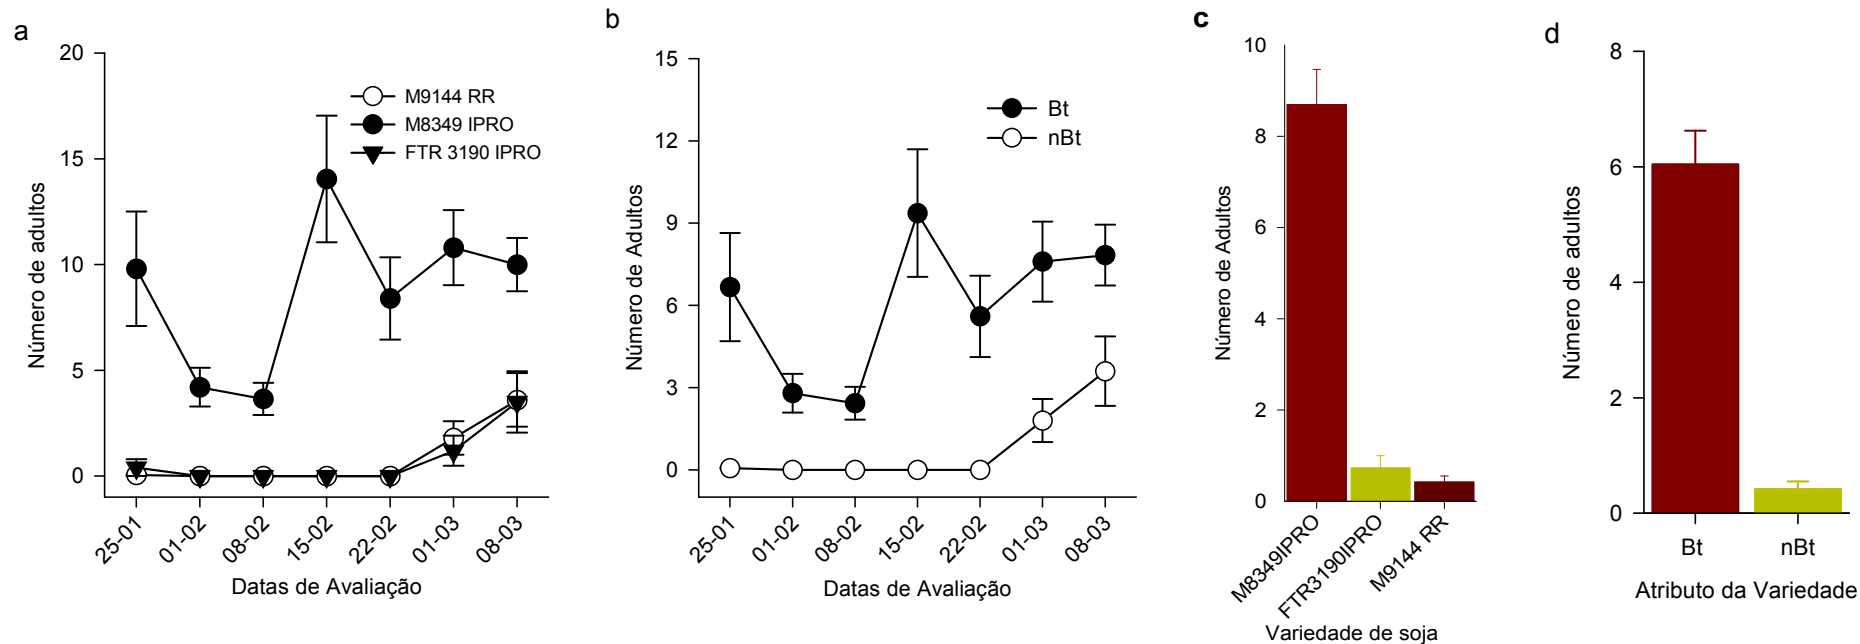 a
20
15
10
5
0
Número de adultos
M9144 RR
M8349 IPRO
FTR 3190 IPRO
25-01
01-02
08-02
15-02
22-02
01-03
08-03
Datas de Avaliação
b
15
12
9
6
3
0
Número de Adultos
Bt
nBt
25-01
01-02
08-02
15-02
22-02
01-03
08-03
Datas de Avaliação
c
10
8
6
4
2
0
Número de Adultos
M8349IPRO
FTR3190IPRO
M9144 RR
Variedade de soja
d
8
6
4
2
0
Número de adultos
Bt
nBt
Atributo da Variedade